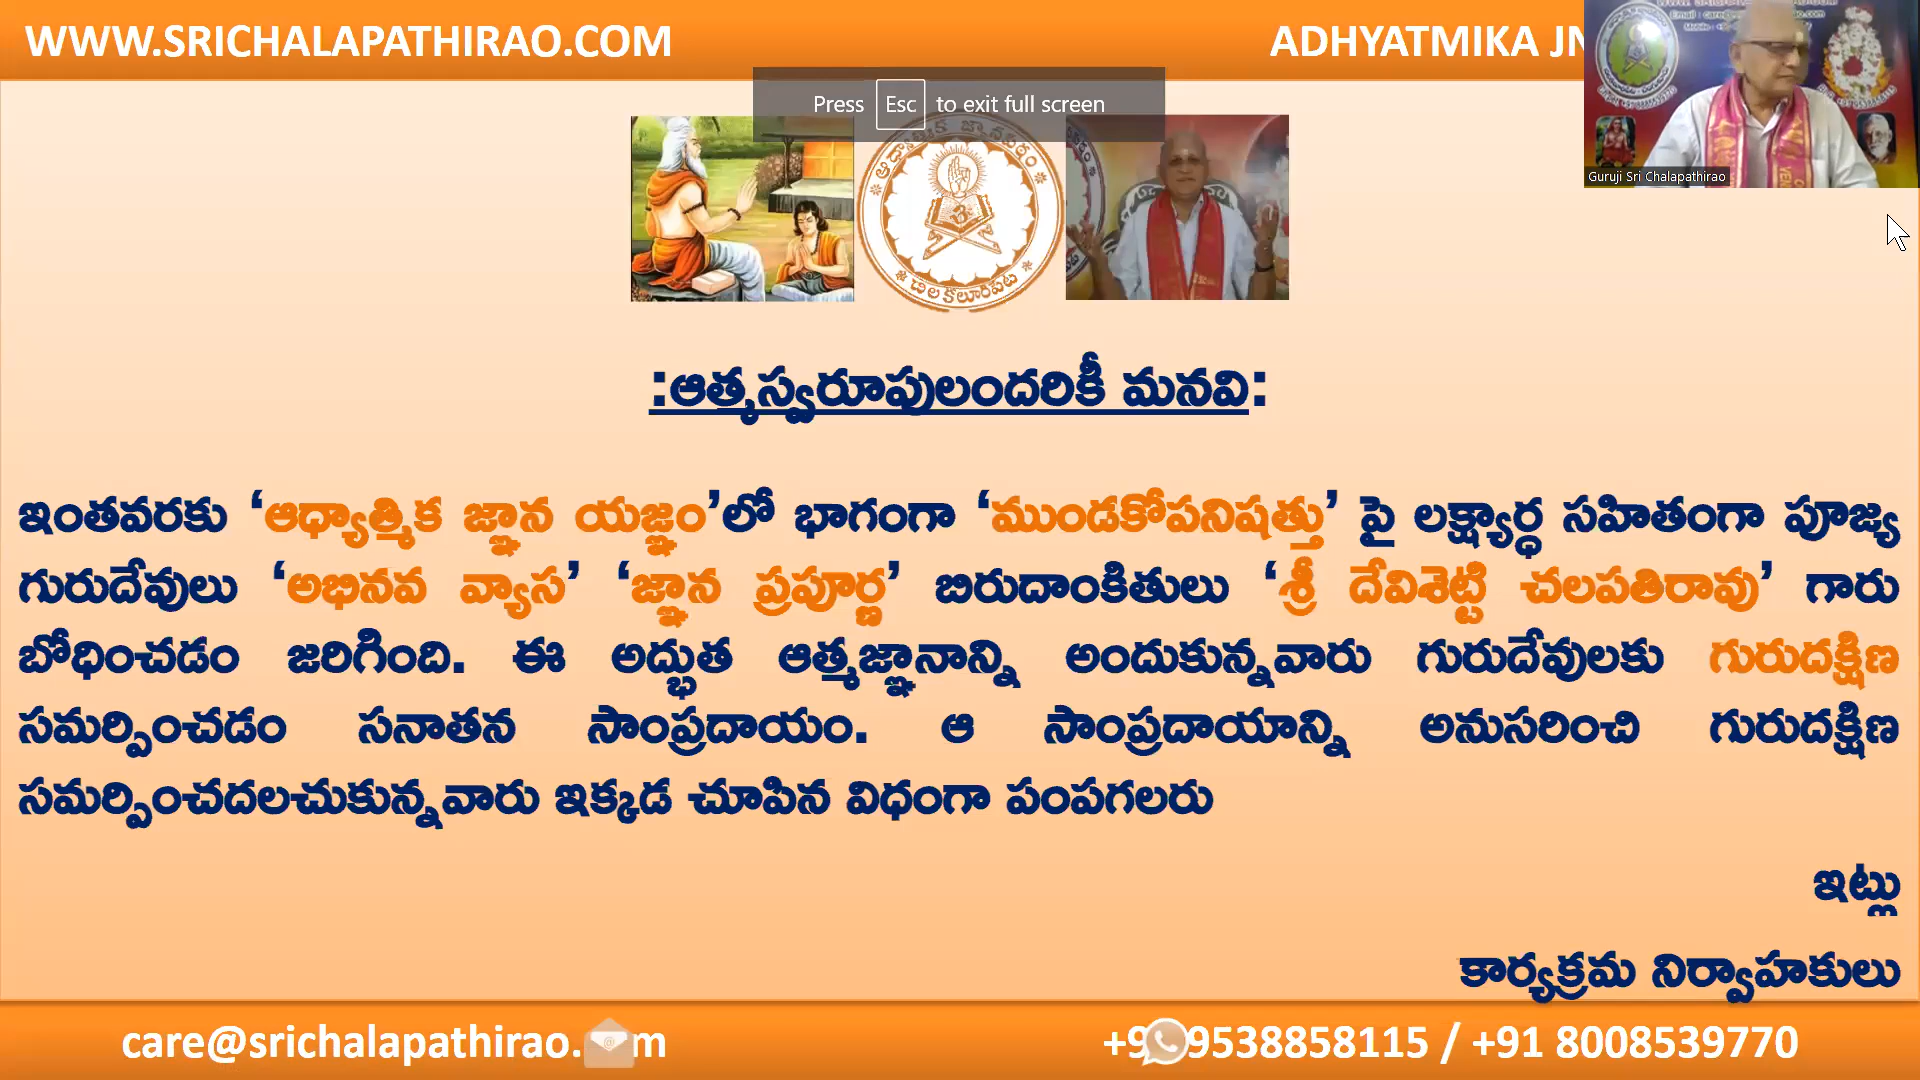 WWW.SRICHALAPATHIRAO.COM
ADHYATMIKA
Press Esc to exit full screen
Guruji Sri Chalapathirao
చిలకలూరిపేట
:ఆత్మస్వరూపులందరికీ మనవి:
ఇంతవరకు ‘ఆధ్యాత్మిక జ్ఞాన యజ్ఞం’లో భాగంగా ‘ముండకోపనిషత్తు’ పై లక్ష్యార్ధ సహితంగా పూజ్య
గురుదేవులు ‘అభినవ వ్యాస’ ‘జ్ఞాన ప్రపూర్ణ’ బిరుదాంకితులు ‘శ్రీ దేవిశెట్టి చలపతిరావు’ గారు
బోధించడం జరిగింది. ఈ అద్భుత ఆత్మజ్ఞానాన్ని అందుకున్నవారు గురుదేవులకు గురుదక్షిణ
సమర్పించడం సనాతన సాంప్రదాయం. ఆ సాంప్రదాయాన్ని అనుసరించి గురుదక్షిణ
సమర్పించదలచుకున్నవారు ఇక్కడ చూపిన విధంగా పంపగలరు
ఇట్లు
కార్యక్రమ నిర్వాహకులు
care@srichalapathirao.
9538858115 / +91 8008539770